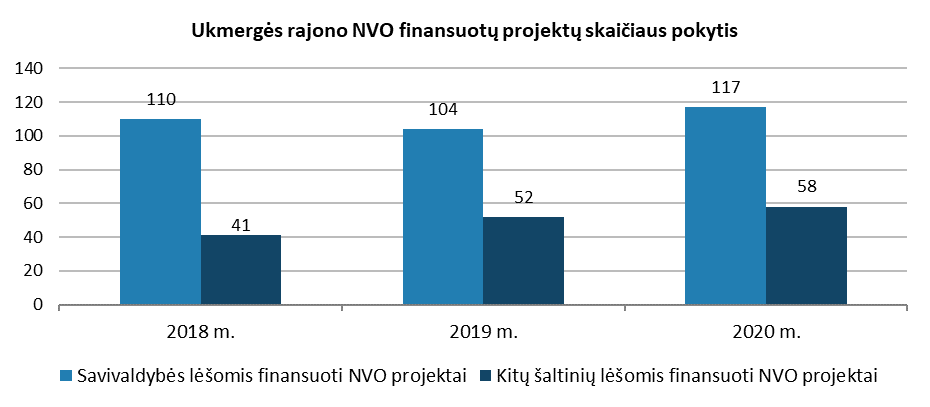 Ukmergės rajono NVO finansuotų projektų skaičiaus pokytis
140
120
100
80
60
40
20
0
110
41
104
52
117
58
2018 m.
2019 m.
2020 m.
Savivaldybės lėšomis finansuoti NVO projektai
Kitų šaltinių lėšomis finansuoti NVO projektai